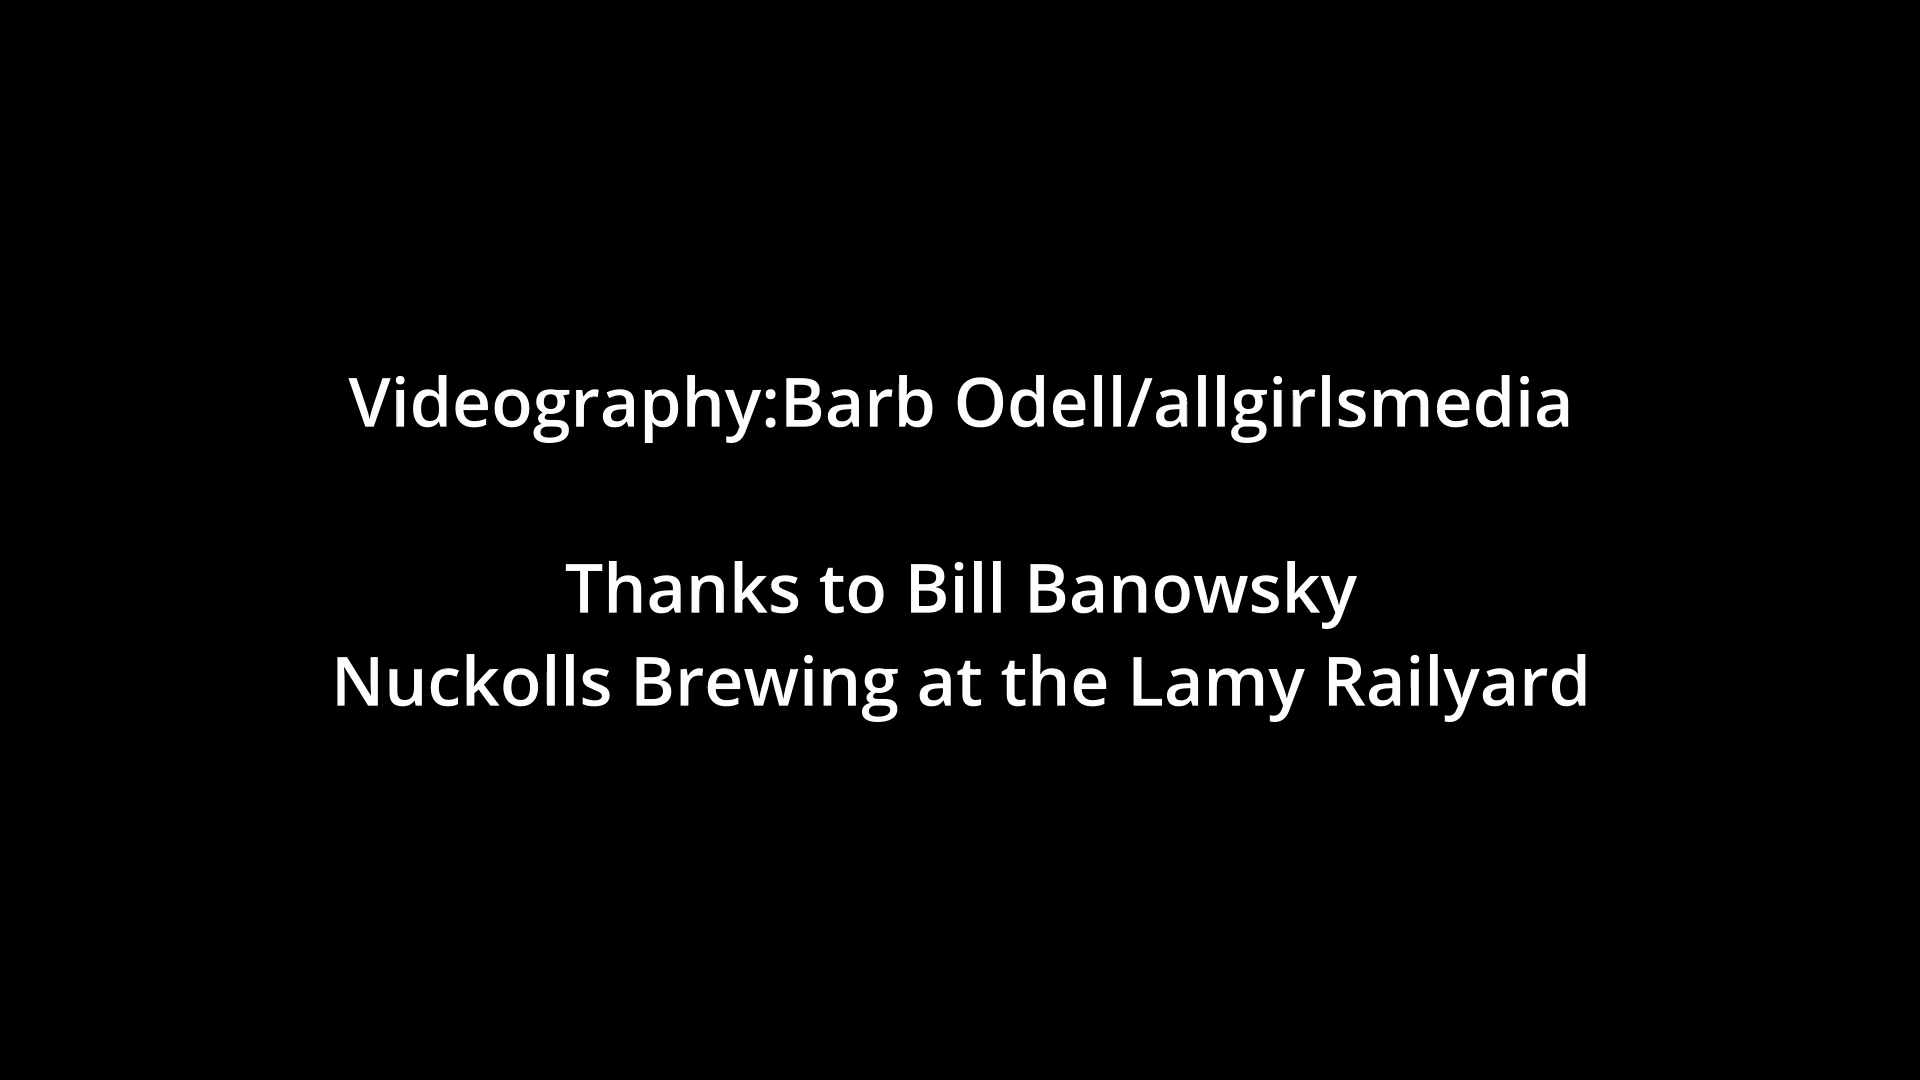 Videography:Barb Odell/allgirlsmedia
Thanks to Bill Banowsky
Nuckolls Brewing at the Lamy Railyard